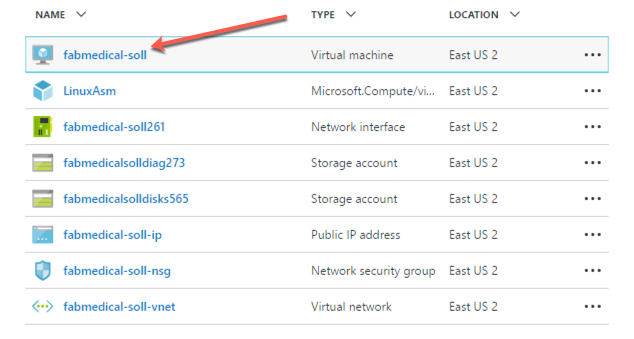 NAME TYPE LOCATION
fabmedical-soll Virtual machine East US 2 •••
LinuxAsm Microsoft.Compute/vi... East US 2 •••
fabmedical-soll261 Network interface East US 2 •••
fabmedicalsolldiag273 Storage account East US 2 •••
fabmedicalsolldisks565 Storage account East US 2 •••
fabmedical-soll-ip Public IP address East US 2 •••
fabmedical-soll-nsg Network security group East US 2 •••
fabmedical-soll-vnet Virtual network East US 2 •••